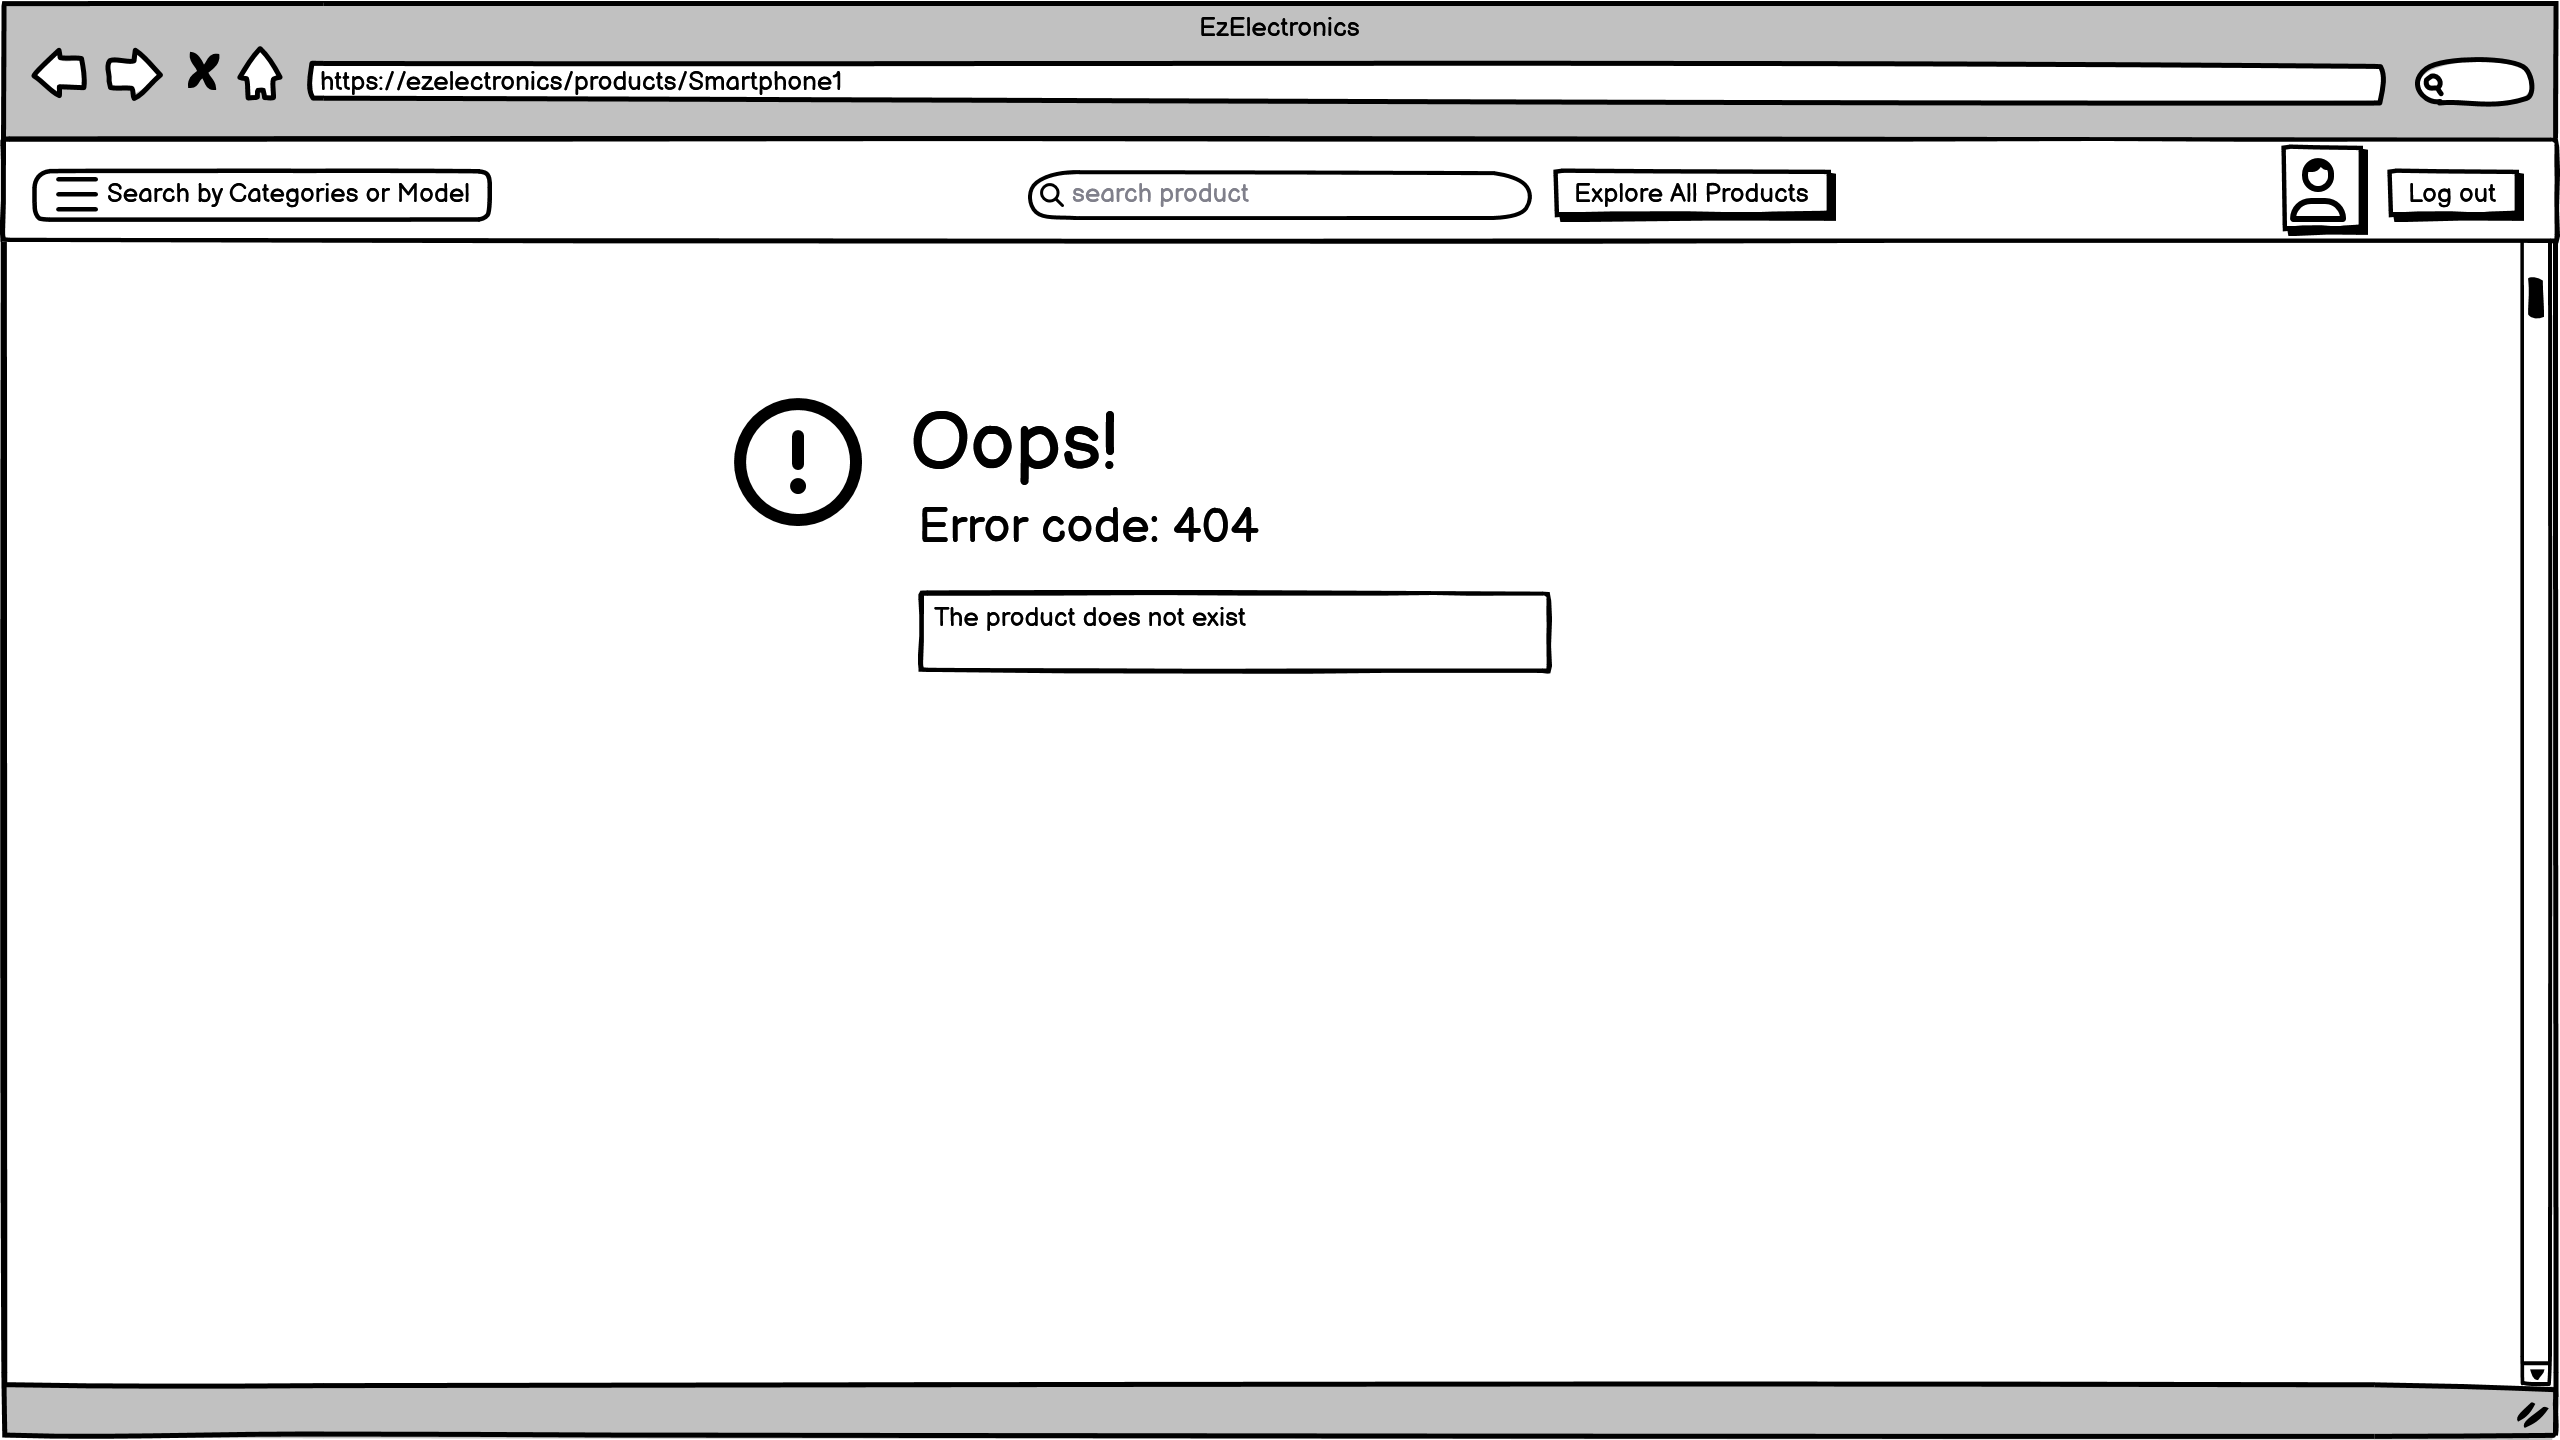 EzElectronics
https://ezelectronics/products/Smartphone1
Search by Categories or Model
search product
Explore All Products
Log out
Oops!
Error code: 404
The product does not exist